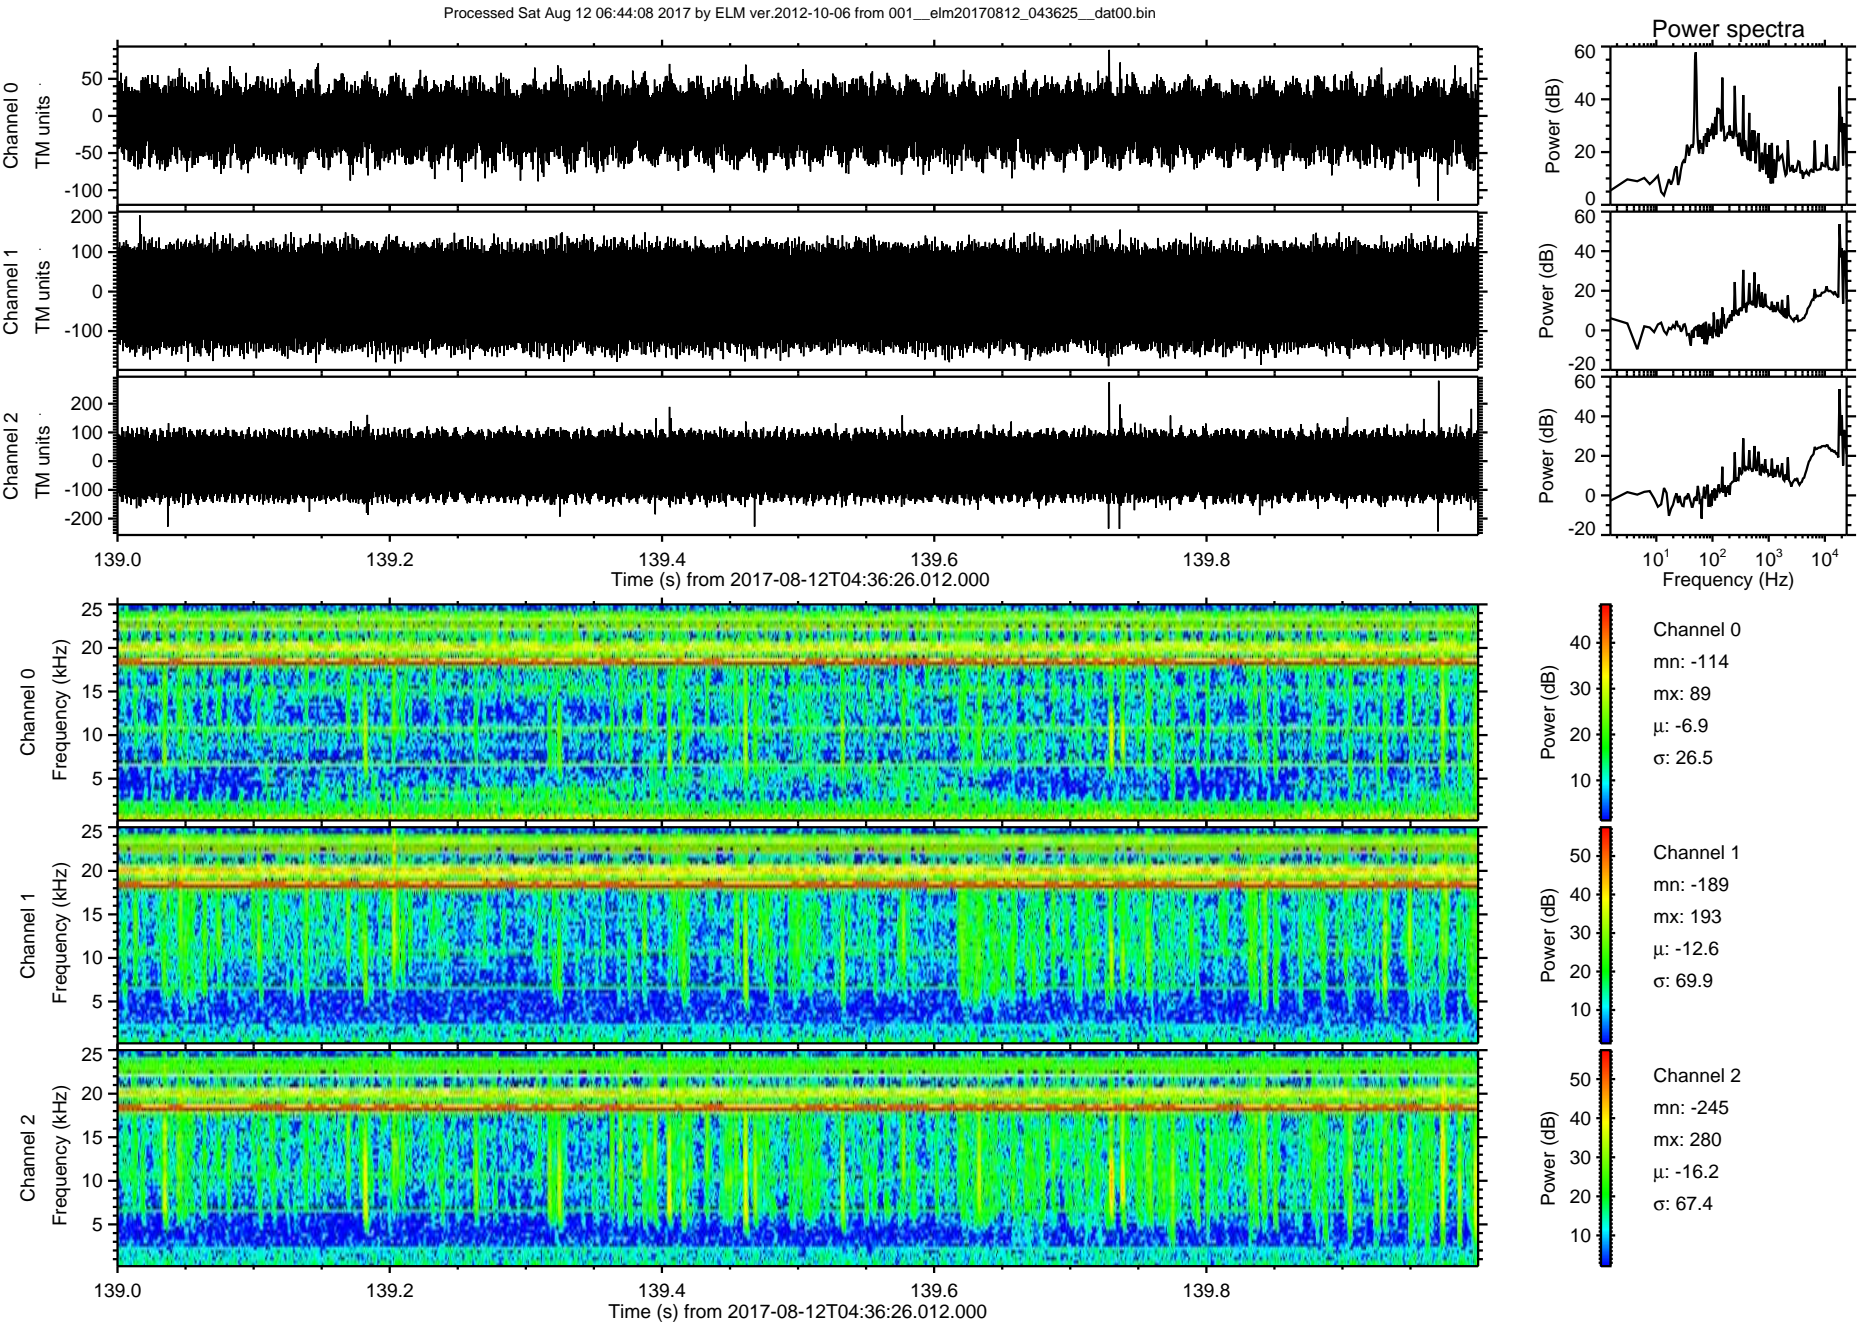 Processed Sat Aug 12 06:44:08 2017 by ELM ver.2012-10-06 from 001__elm20170812_043625__dat00.bin
Power spectra
Channel 0
TM units
50
0
-50
-100
Power (dB)
60
40
20
0
Channel 1
TM units
200
100
0
-100
Power (dB)
60
40
20
0
-20
Channel 2
TM units
200
100
0
-100
-200
Power (dB)
60
40
20
0
-20
139.0 139.2 139.4 139.6 139.8
Time (s) from 2017-08-12T04:36:26.012.000
10¹ 10² 10³ 10⁴
Frequency (Hz)
Channel 0
Frequency (kHz)
25
20
15
10
5
Power (dB)
40
30
20
10
Channel 0
mn: -114
mx: 89
μ: -6.9
σ: 26.5
Channel 1
Frequency (kHz)
25
20
15
10
5
Power (dB)
50
40
30
20
10
Channel 1
mn: -189
mx: 193
μ: -12.6
σ: 69.9
Channel 2
Frequency (kHz)
25
20
15
10
5
Power (dB)
50
40
30
20
10
Channel 2
mn: -245
mx: 280
μ: -16.2
σ: 67.4
139.0 139.2 139.4 139.6 139.8
Time (s) from 2017-08-12T04:36:26.012.000